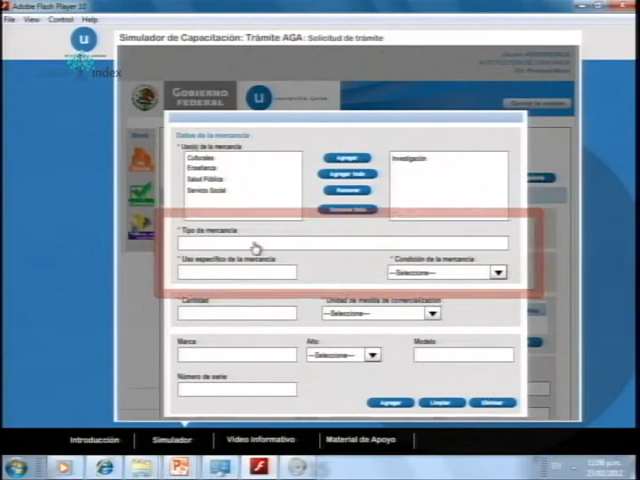 Adobe Flash Player 10
File View Control Help
u
index
Simulador de Capacitación: Trámite AGA : Solicitud de trámite
GOBIERNO
FEDERAL
u
Datos de la mercancía
* Uso(s) de la mercancía
Culturales
Enseñanza
Salud Pública
Servicio Social
Agregar
Agregar todo
Remover
Remover todo
Investigación
* Tipo de mercancía
* Uso específico de la mercancía
* Condición de la mercancía
---Seleccione---
* Cantidad
* Unidad de medida de comercialización
---Seleccione---
Marca
Año
---Seleccione---
Modelo
Número de serie
Agregar
Limpiar
Eliminar
Introducción
Simulador
Video Informativo
Material de Apoyo
EN